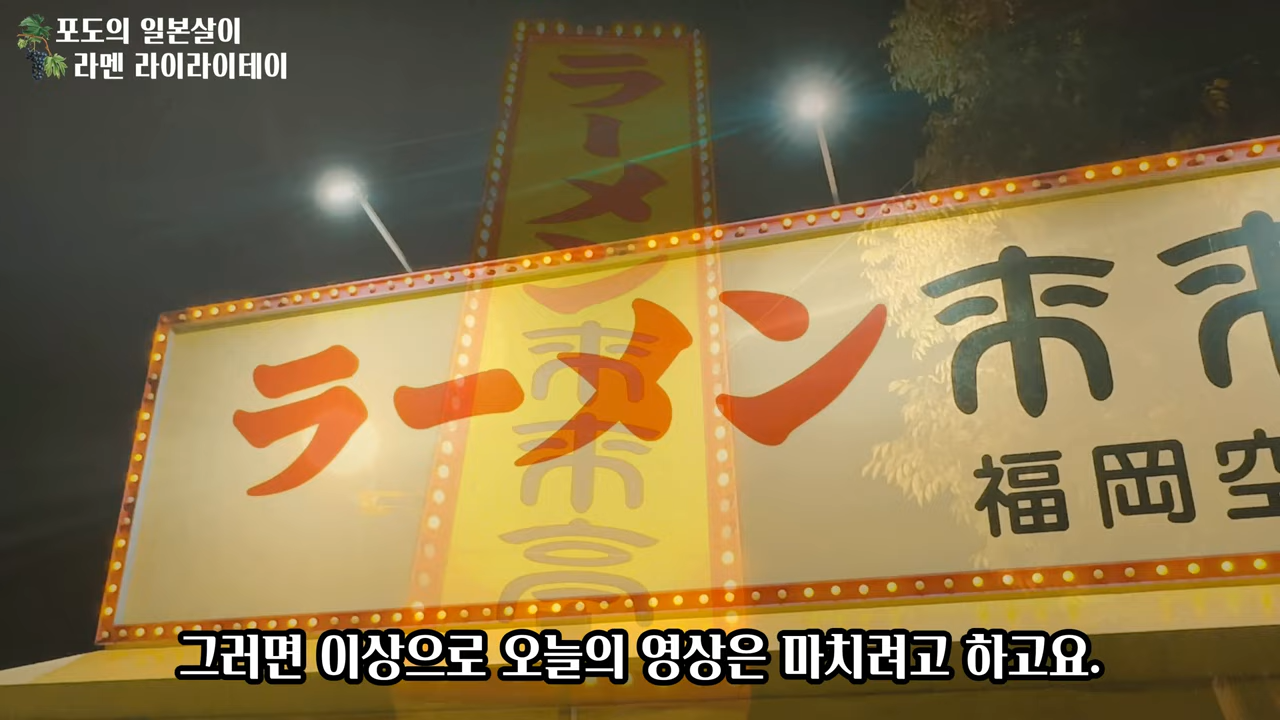 포도의 일본살이
라멘 라이라이테이
ラーメン
来来
ラーメン 来来
福岡空
그러면 이상으로 오늘의 영상은 마치려고 하고요.